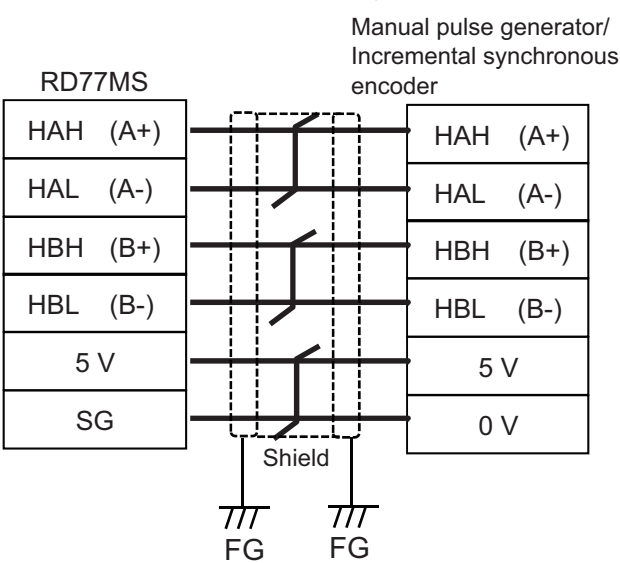 Manual pulse generator/
Incremental synchronous
encoder
RD77MS
HAH (A+)
HAL (A-)
HBH (B+)
HBL (B-)
5 V
SG
HAH (A+)
HAL (A-)
HBH (B+)
HBL (B-)
5 V
0 V
Shield
FG
FG